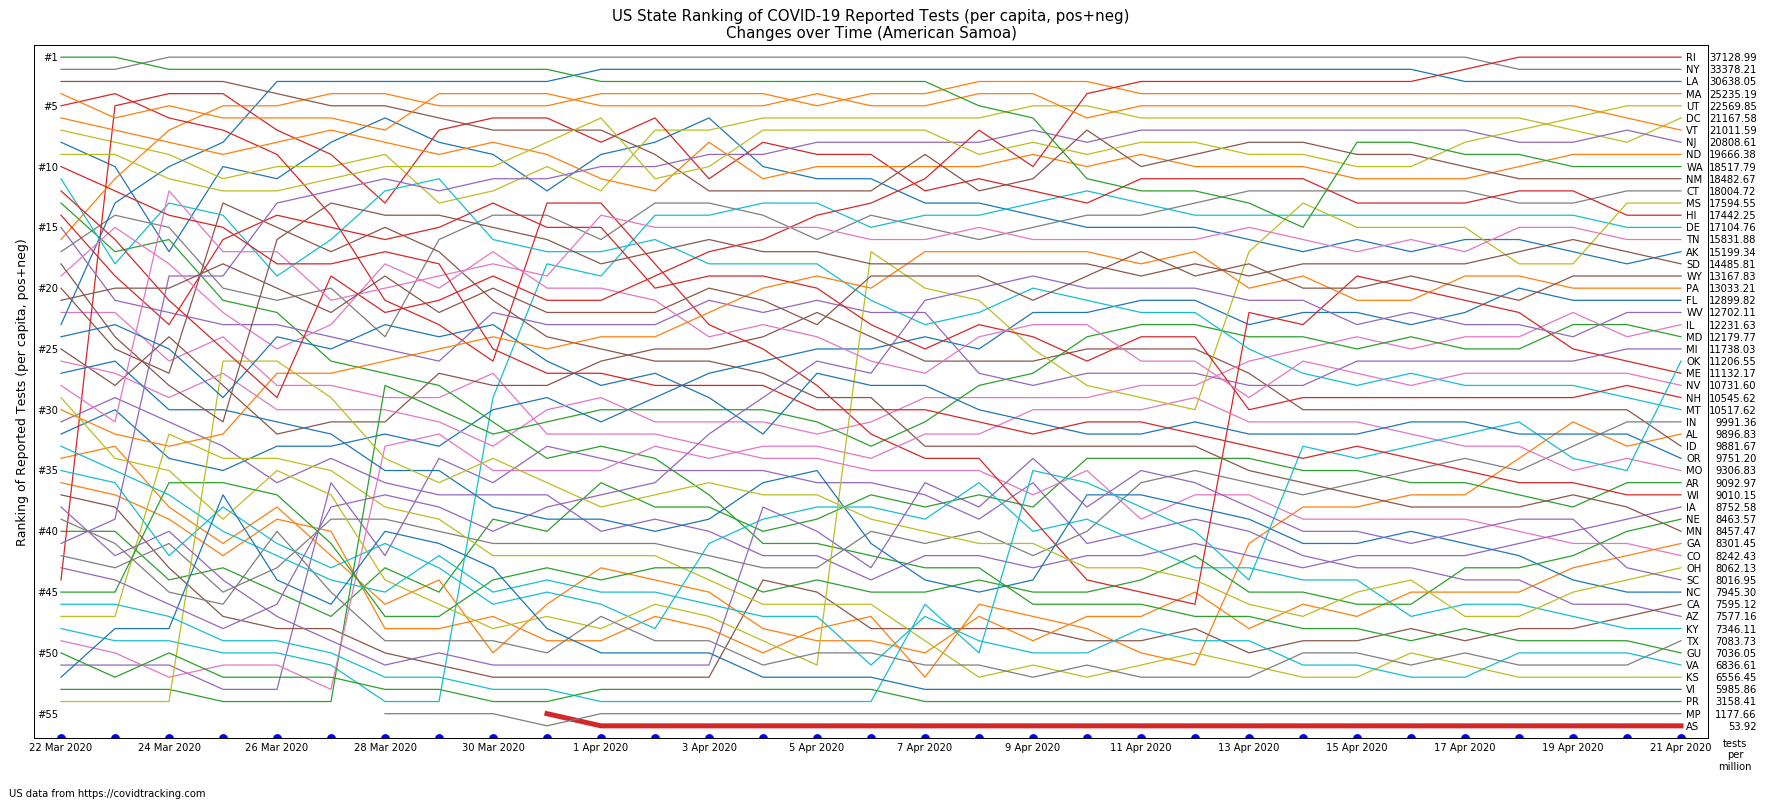 US State Ranking of COVID-19 Reported Tests (per capita, pos+neg)
Changes over Time (American Samoa)
Ranking of Reported Tests (per capita, pos+neg)
#1
#5
#10
#15
#20
#25
#30
#35
#40
#45
#50
#55
RI 37128.99
NY 33378.21
LA 30638.05
MA 25235.19
UT 22569.85
DC 21167.58
VT 21011.59
NJ 20808.61
ND 19666.38
WA 18517.79
NM 18482.67
CT 18004.72
MS 17594.55
HI 17442.25
DE 17104.76
TN 15831.88
AK 15199.34
SD 14485.81
WY 13167.83
PA 13033.21
FL 12899.82
WV 12702.11
IL 12231.63
MD 12179.77
MI 11738.03
OK 11206.55
ME 11132.17
NV 10731.60
NH 10545.62
MT 10517.62
IN 9991.36
AL 9896.83
ID 9881.67
OR 9751.20
MO 9306.83
AR 9092.97
WI 9010.15
IA 8752.58
NE 8463.57
MN 8457.47
GA 8301.45
CO 8242.43
OH 8062.13
SC 8016.95
NC 7945.30
CA 7595.12
AZ 7577.16
KY 7346.11
TX 7083.73
GU 7036.05
VA 6836.61
KS 6556.45
VI 5985.86
PR 3158.41
MP 1177.66
AS 53.92
22 Mar 2020 24 Mar 2020 26 Mar 2020 28 Mar 2020 30 Mar 2020 1 Apr 2020 3 Apr 2020 5 Apr 2020 7 Apr 2020 9 Apr 2020 11 Apr 2020 13 Apr 2020 15 Apr 2020 17 Apr 2020 19 Apr 2020 21 Apr 2020
tests
per
million
US data from https://covidtracking.com